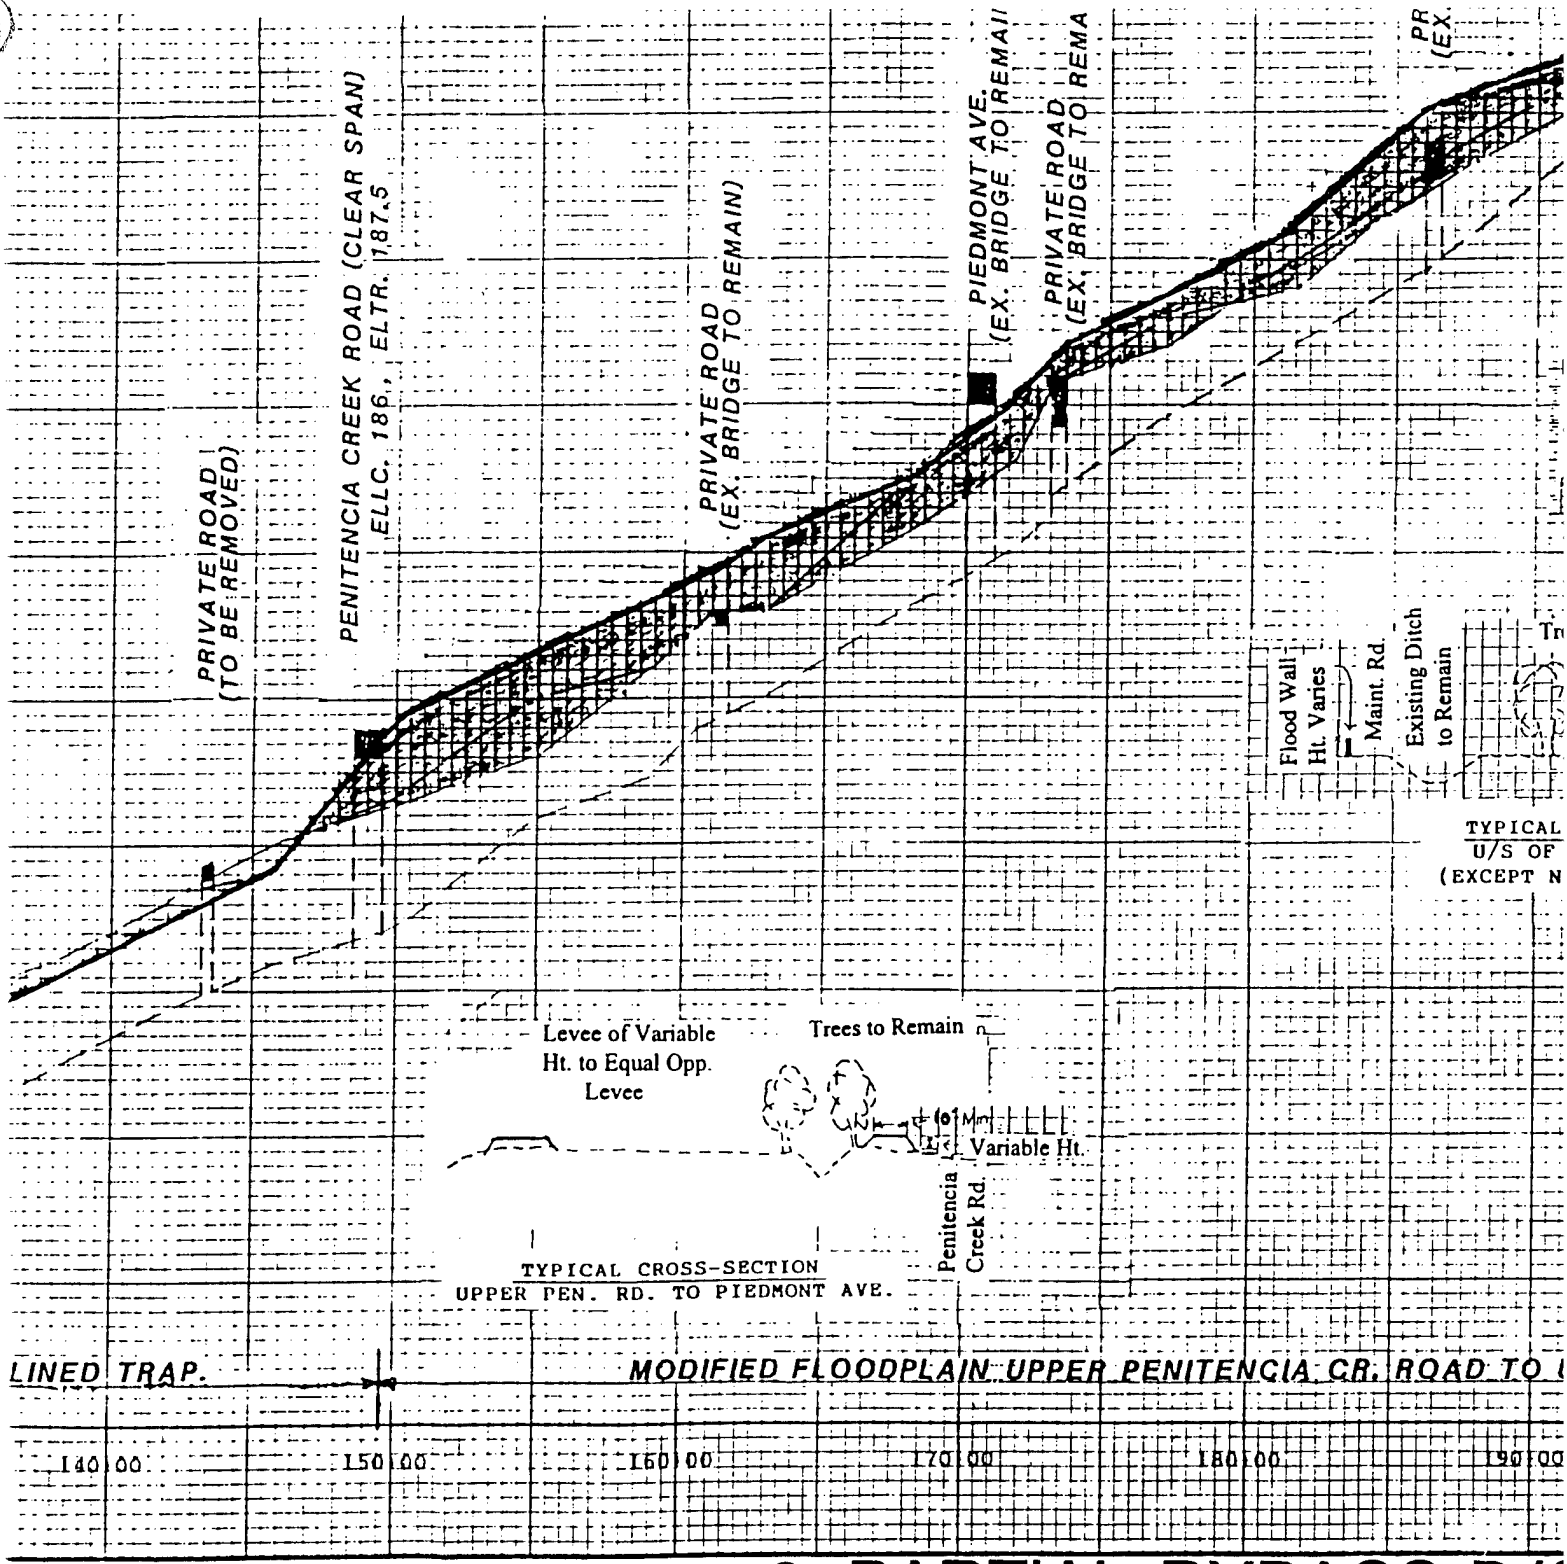 PRIVATE ROAD
(TO BE REMOVED)
PENITENCIA CREEK ROAD (CLEAR SPAN)
ELLC. 186, ELTR. 187.5
PRIVATE ROAD
(EX. BRIDGE TO REMAIN)
PIEDMONT AVE.
(EX. BRIDGE TO REMAI
PRIVATE ROAD
(EX. BRIDGE TO REMA
PR
(EX.
Flood Wall
Ht. Varies
Maint. Rd
Existing Ditch
to Remain
TYPICAL
U/S OF
(EXCEPT N
Levee of Variable
Ht. to Equal Opp.
Levee
Trees to Remain
Variable Ht.
Penitencia
Creek Rd.
TYPICAL CROSS-SECTION
UPPER PEN. RD. TO PIEDMONT AVE.
LINED TRAP.
MODIFIED FLOODPLAIN UPPER PENITENCIA CR. ROAD TO
140+00 150+00 160+00 170+00 180+00 190+00